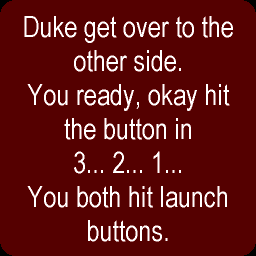 Duke get over to the
other side.
You ready, okay hit
the button in
3... 2... 1...
You both hit launch
buttons.